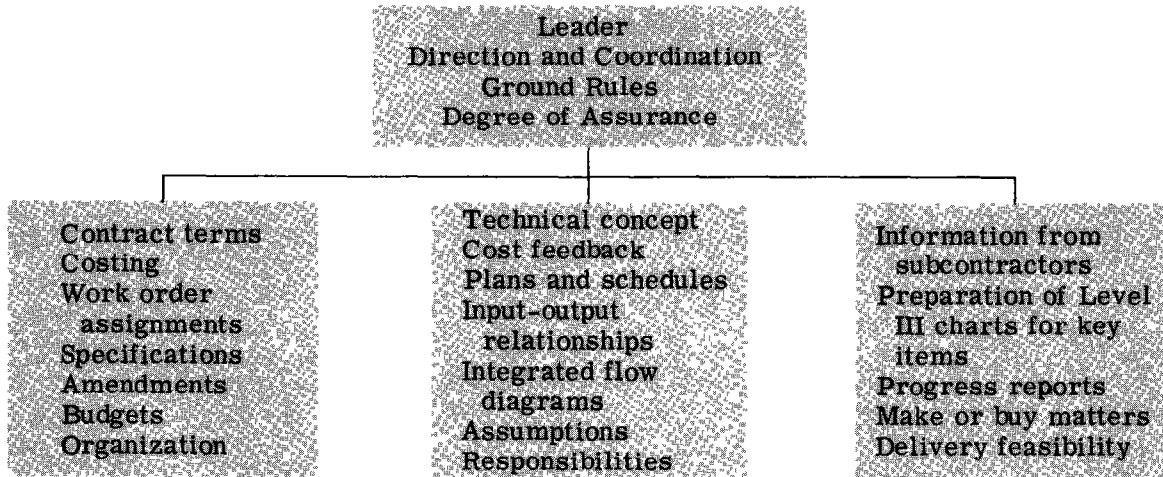 Leader
Direction and Coordination
Ground Rules
Degree of Assurance
Contract terms
Costing
Work order
assignments
Specifications
Amendments
Budgets
Organization
Technical concept
Cost feedback
Plans and schedules
Input-output
relationships
Integrated flow
diagrams
Assumptions
Responsibilities
Information from
subcontractors
Preparation of Level
III charts for key
items
Progress reports
Make or buy matters
Delivery feasibility